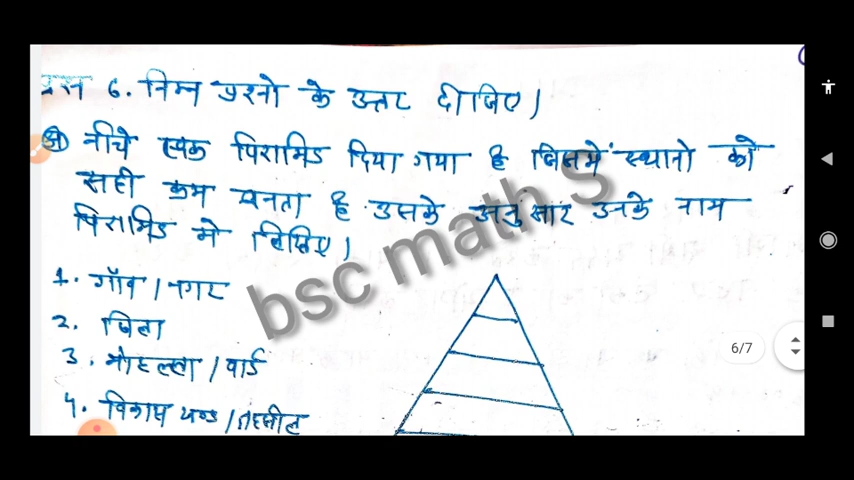 प्रश्न 6. निम्न प्रश्नो के उत्तर दीजिए।
अ नीचे एक पिरामिड दिया गया है जिसमें स्थानो को
सही क्रम बनता है उसके अनुसार उनके नाम
पिरामिड मे लिखिए।
1. गाँव / नगर
2. जिला
3. मोहल्ला / वार्ड
4. विकास खण्ड / तहसील
bsc math S
6/7